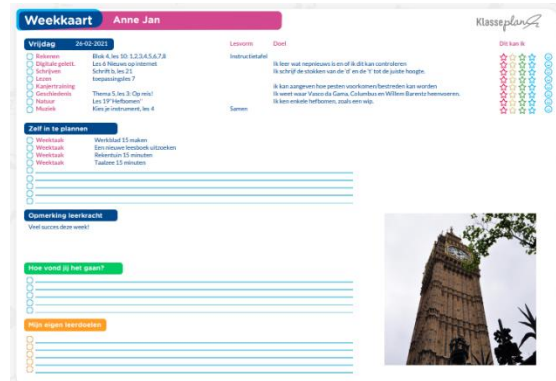 Weekkaart Anne Jan
Klasseplan
Vrijdag 26-02-2021 Lesvorm Doel Dit kan ik
Rekenen Blok 4, les 10: 1,2,3,4,5,6,7,8 Instructietafel
Digitale gelett. Les 6 Nieuws op internet Ik leer wat nepnieuws is en of ik dit kan controleren
Schrijven Schrift b, les 21 Ik schrijf de stokken van de 'd' en de 't' tot de juiste hoogte.
Lezen toepassingsles 7
Kanjertraining Ik kan aangeven hoe pesten voorkomen/bestreden kan worden
Geschiedenis Thema 5, les 3: Op reis! Ik weet waar Vasco da Gama, Columbus en Willem Barentz heenvoeren.
Natuur Les 19 "Hefbomen" Ik ken enkele hefbomen, zoals een wip.
Muziek Kies je instrument, les 4 Samen
Zelf in te plannen
Weektaak Werkblad 15 maken
Weektaak Een nieuwe leesboek uitzoeken
Weektaak Rekentuin 15 minuten
Weektaak Taalzee 15 minuten
Opmerking leerkracht
Veel succes deze week!
Hoe vond jij het gaan?
Mijn eigen leerdoelen